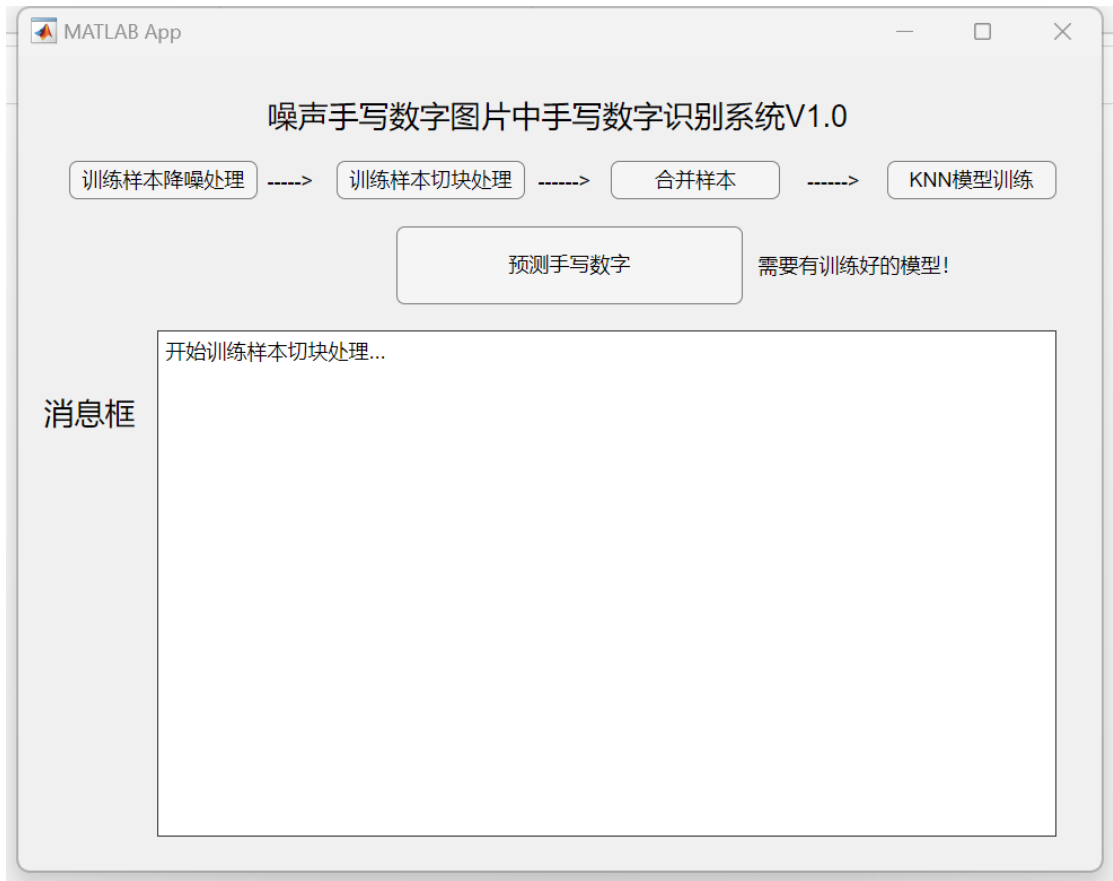 MATLAB App
噪声手写数字图片中手写数字识别系统V1.0
训练样本降噪处理 -----> 训练样本切块处理 ------> 合并样本 ------> KNN模型训练
预测手写数字 需要有训练好的模型！
开始训练样本切块处理...
消息框